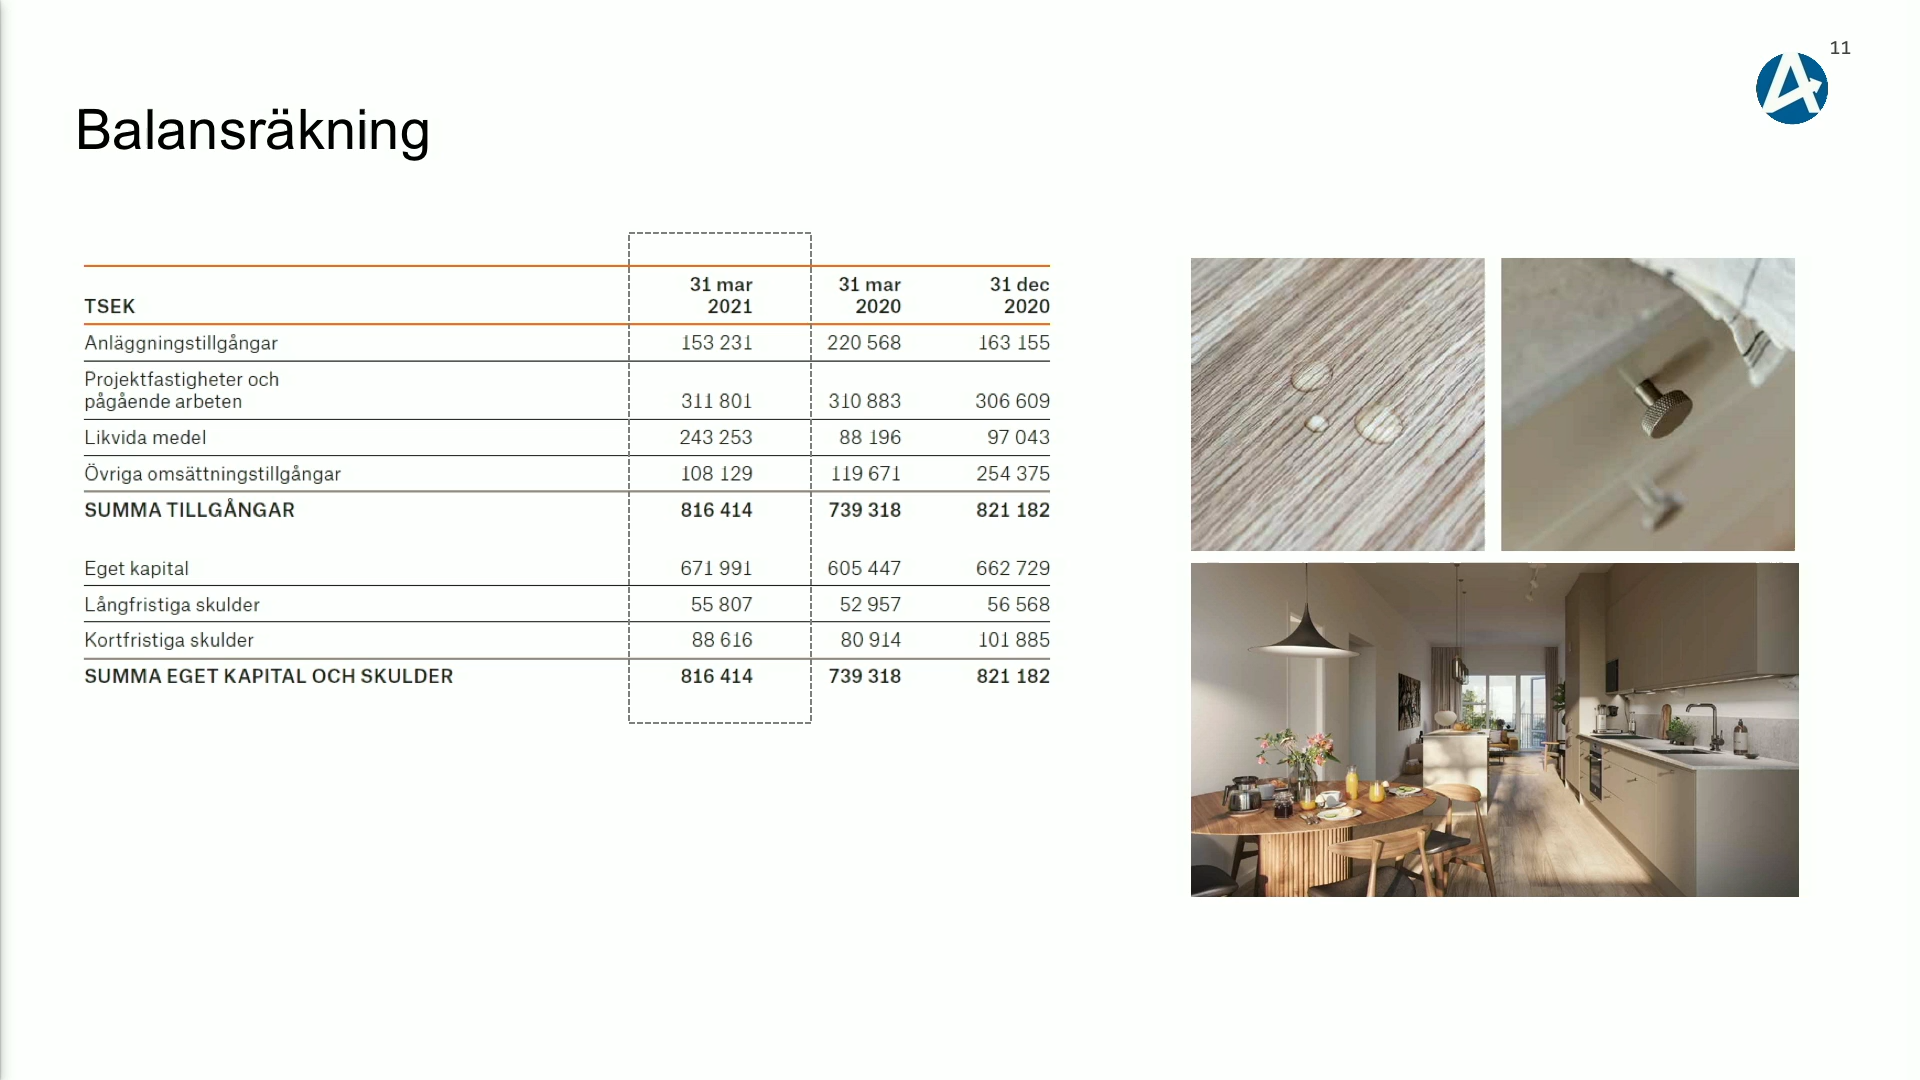 11
Balansräkning
TSEK 31 mar 2021 31 mar 2020 31 dec 2020
Anläggningstillgångar 153 231 220 568 163 155
Projektfastigheter och
pågående arbeten 311 801 310 883 306 609
Likvida medel 243 253 88 196 97 043
Övriga omsättningstillgångar 108 129 119 671 254 375
SUMMA TILLGÅNGAR 816 414 739 318 821 182
Eget kapital 671 991 605 447 662 729
Långfristiga skulder 55 807 52 957 56 568
Kortfristiga skulder 88 616 80 914 101 885
SUMMA EGET KAPITAL OCH SKULDER 816 414 739 318 821 182